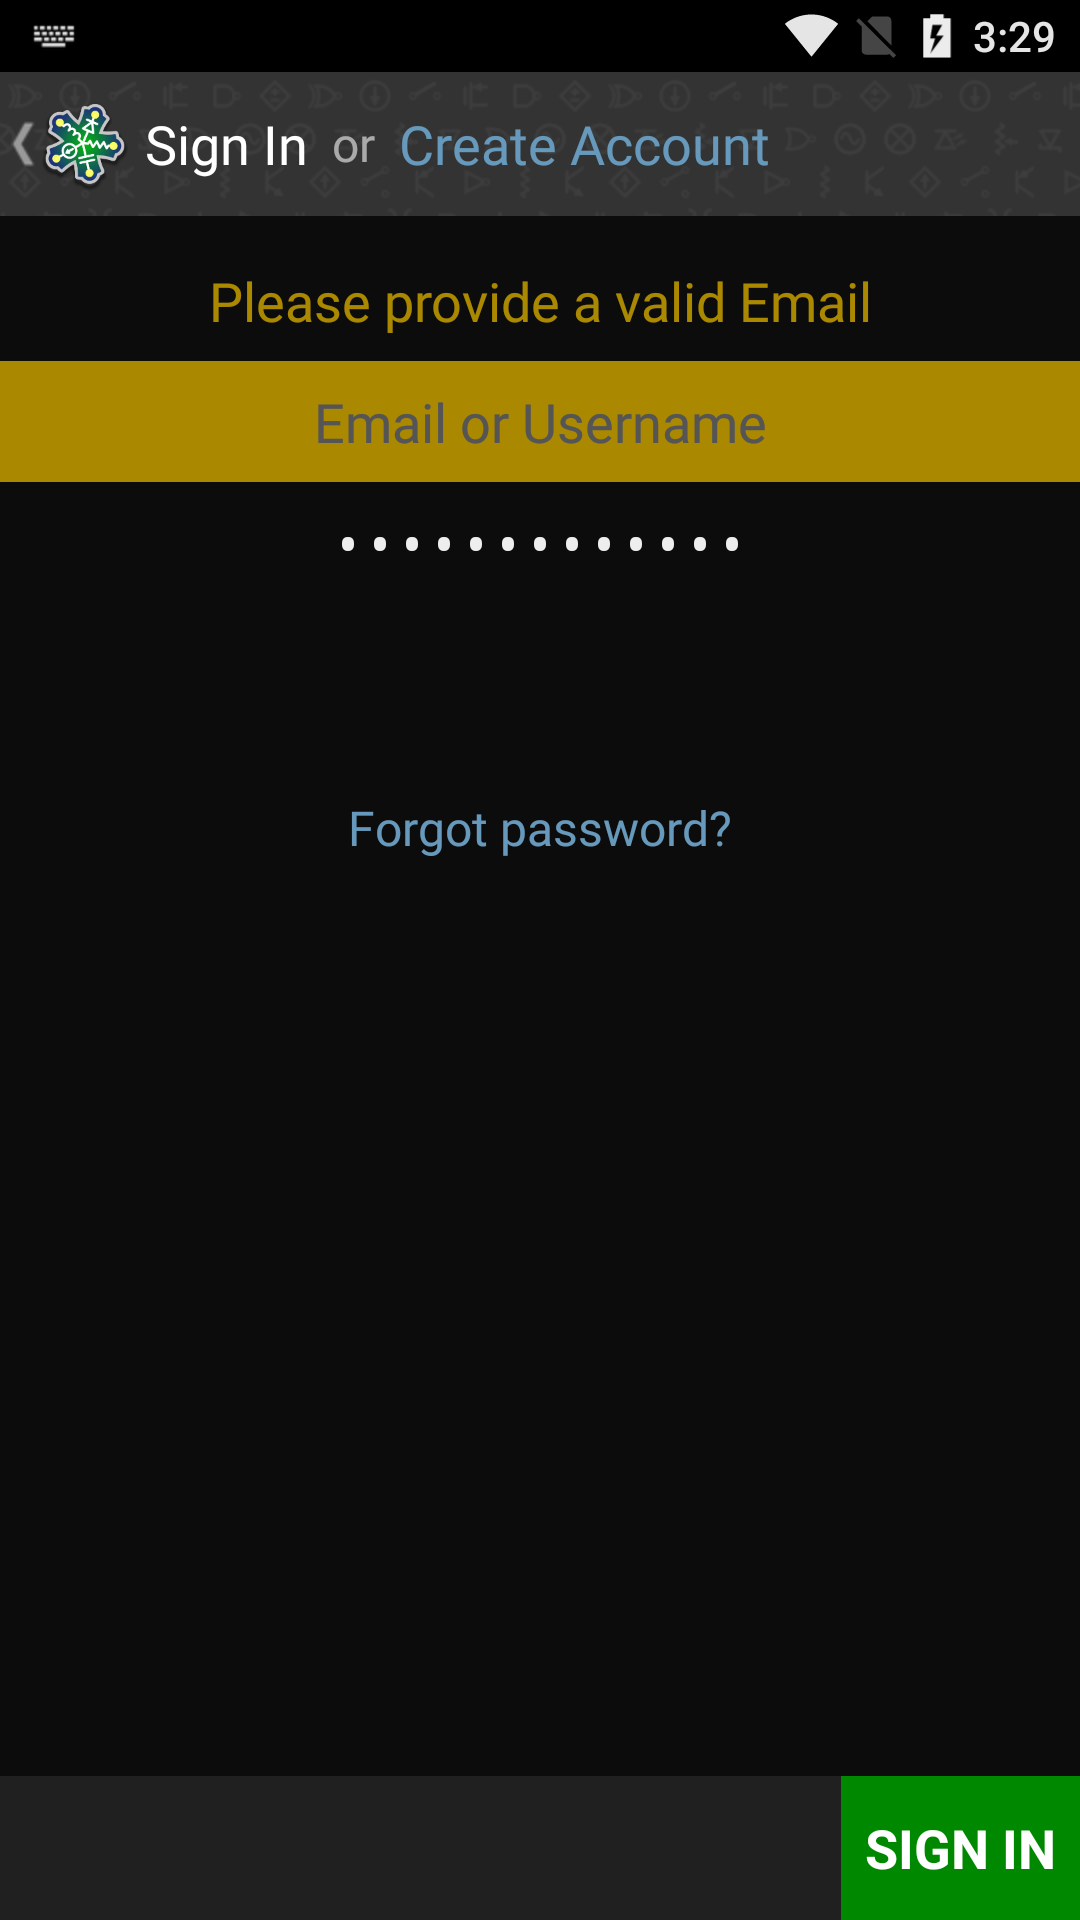 3:29
Sign In or Create Account
Please provide a valid Email
Email or Username
Forgot password?
SIGN IN